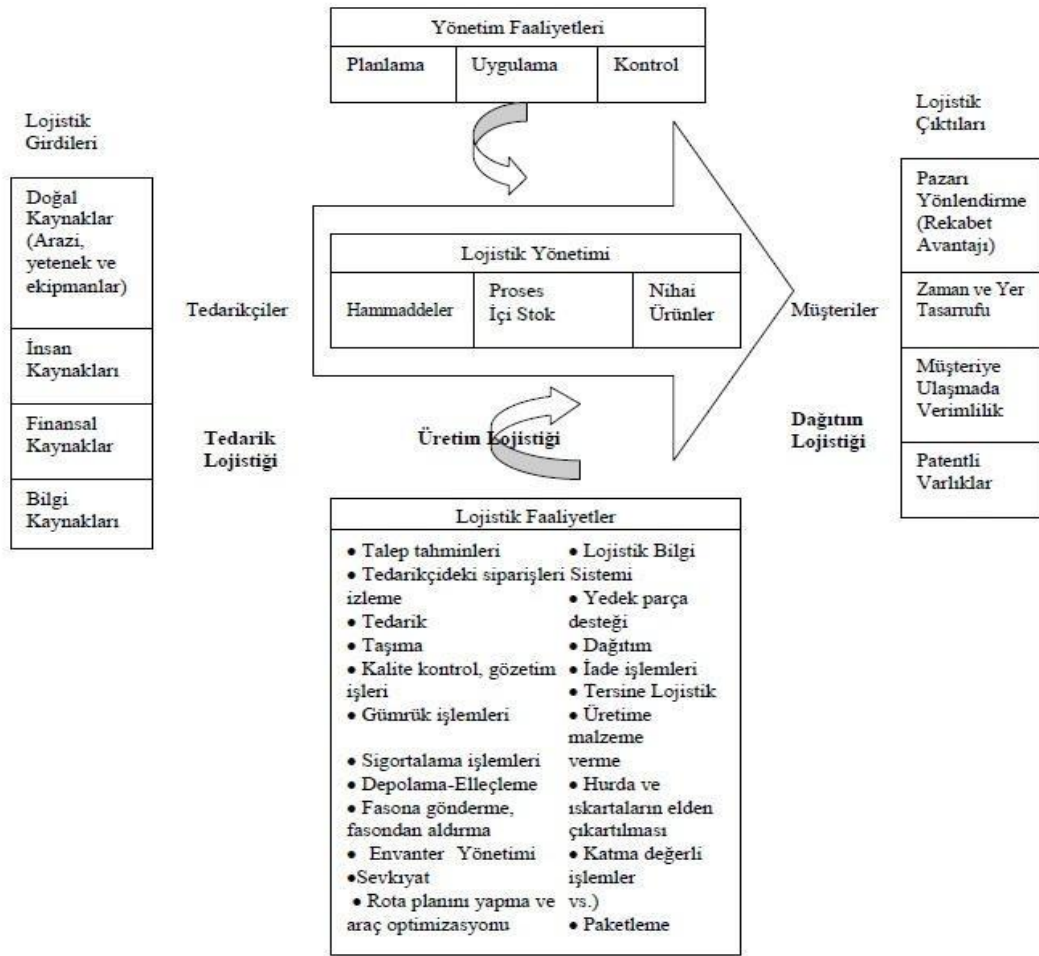 Yönetim Faaliyetleri
Planlama
Uygulama
Kontrol
Lojistik
Girdileri
Doğal
Kaynaklar
(Arazi,
yetenek ve
ekipmanlar)
İnsan
Kaynakları
Finansal
Kaynaklar
Bilgi
Kaynakları
Tedarikçiler
Tedarik
Lojistiği
Lojistik Yönetimi
Hammaddeler
Proses
İçi Stok
Nihai
Ürünler
Üretim Lojistiği
Müşteriler
Dağıtım
Lojistiği
Lojistik
Çıktıları
Pazarı
Yönlendirme
(Rekabet
Avantajı)
Zaman ve Yer
Tasarrufu
Müşteriye
Ulaşmada
Verimlilik
Patentli
Varlıklar
Lojistik Faaliyetler
● Talep tahminleri
● Tedarikçideki siparişleri
izleme
● Tedarik
● Taşıma
● Kalite kontrol, gözetim
işleri
● Gümrük işlemleri
● Sigortalama işlemleri
● Depolama-Elleçleme
● Fasona gönderme,
fasondan aldırma
● Envanter Yönetimi
●Sevkıyat
● Rota planını yapma ve
araç optimizasyonu
● Lojistik Bilgi
Sistemi
● Yedek parça
desteği
● Dağıtım
● İade işlemleri
● Tersine Lojistik
● Üretime
malzeme
verme
● Hurda ve
ıskartaların elden
çıkartılması
● Katma değerli
işlemler
vs.)
● Paketleme